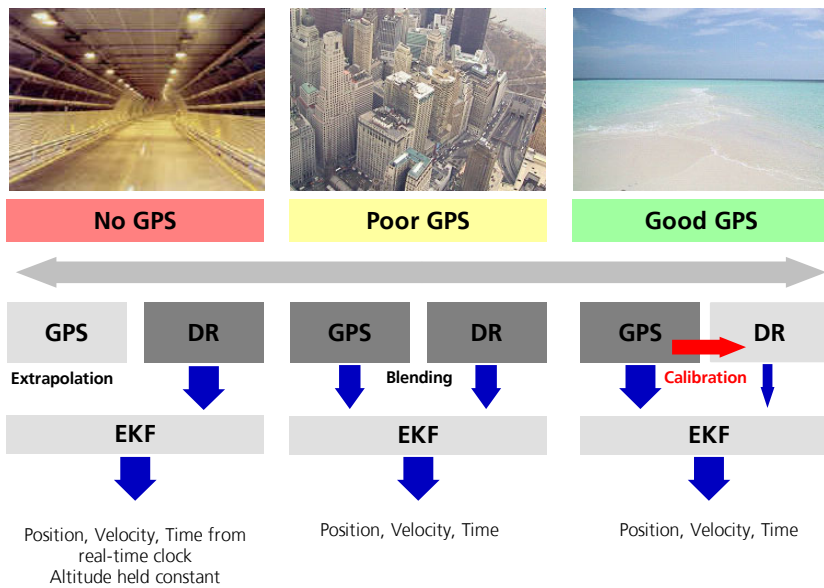 No GPS
Poor GPS
Good GPS
GPS
DR
GPS
DR
GPS
DR
Extrapolation
Blending
Calibration
EKF
EKF
EKF
Position, Velocity, Time from
real-time clock
Altitude held constant
Position, Velocity, Time
Position, Velocity, Time